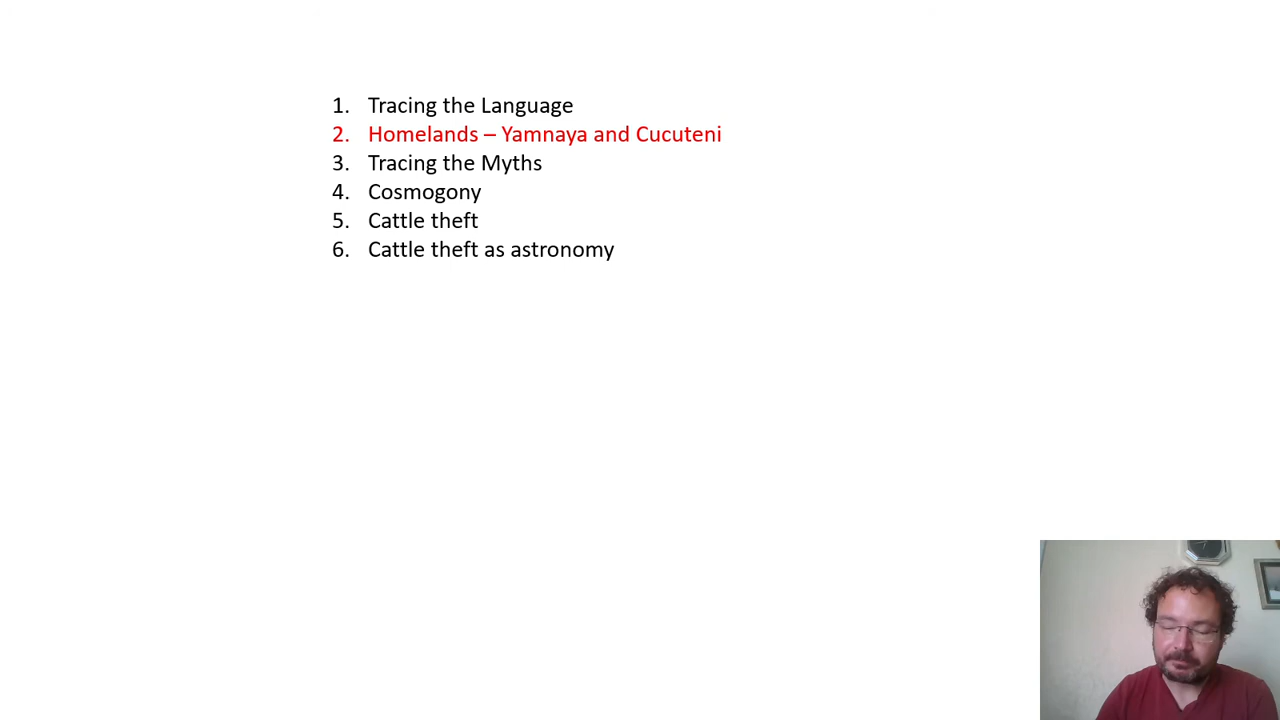 1. Tracing the Language
2. Homelands – Yamnaya and Cucuteni
3. Tracing the Myths
4. Cosmogony
5. Cattle theft
6. Cattle theft as astronomy